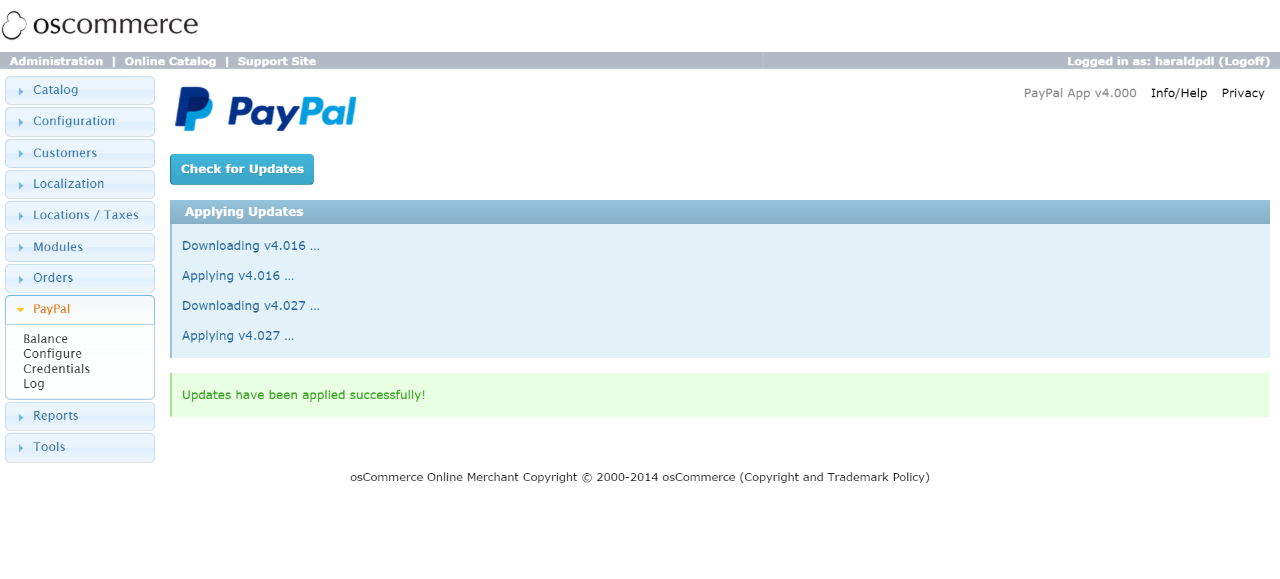 oscommerce
Administration | Online Catalog | Support Site
Logged in as: haraldpdl (Logoff)
Catalog
Configuration
Customers
Localization
Locations / Taxes
Modules
Orders
PayPal
Balance
Configure
Credentials
Log
Reports
Tools
PayPal
PayPal App v4.000 Info/Help Privacy
Check for Updates
Applying Updates
Downloading v4.016 ...
Applying v4.016 ...
Downloading v4.027 ...
Applying v4.027 ...
Updates have been applied successfully!
osCommerce Online Merchant Copyright © 2000-2014 osCommerce (Copyright and Trademark Policy)